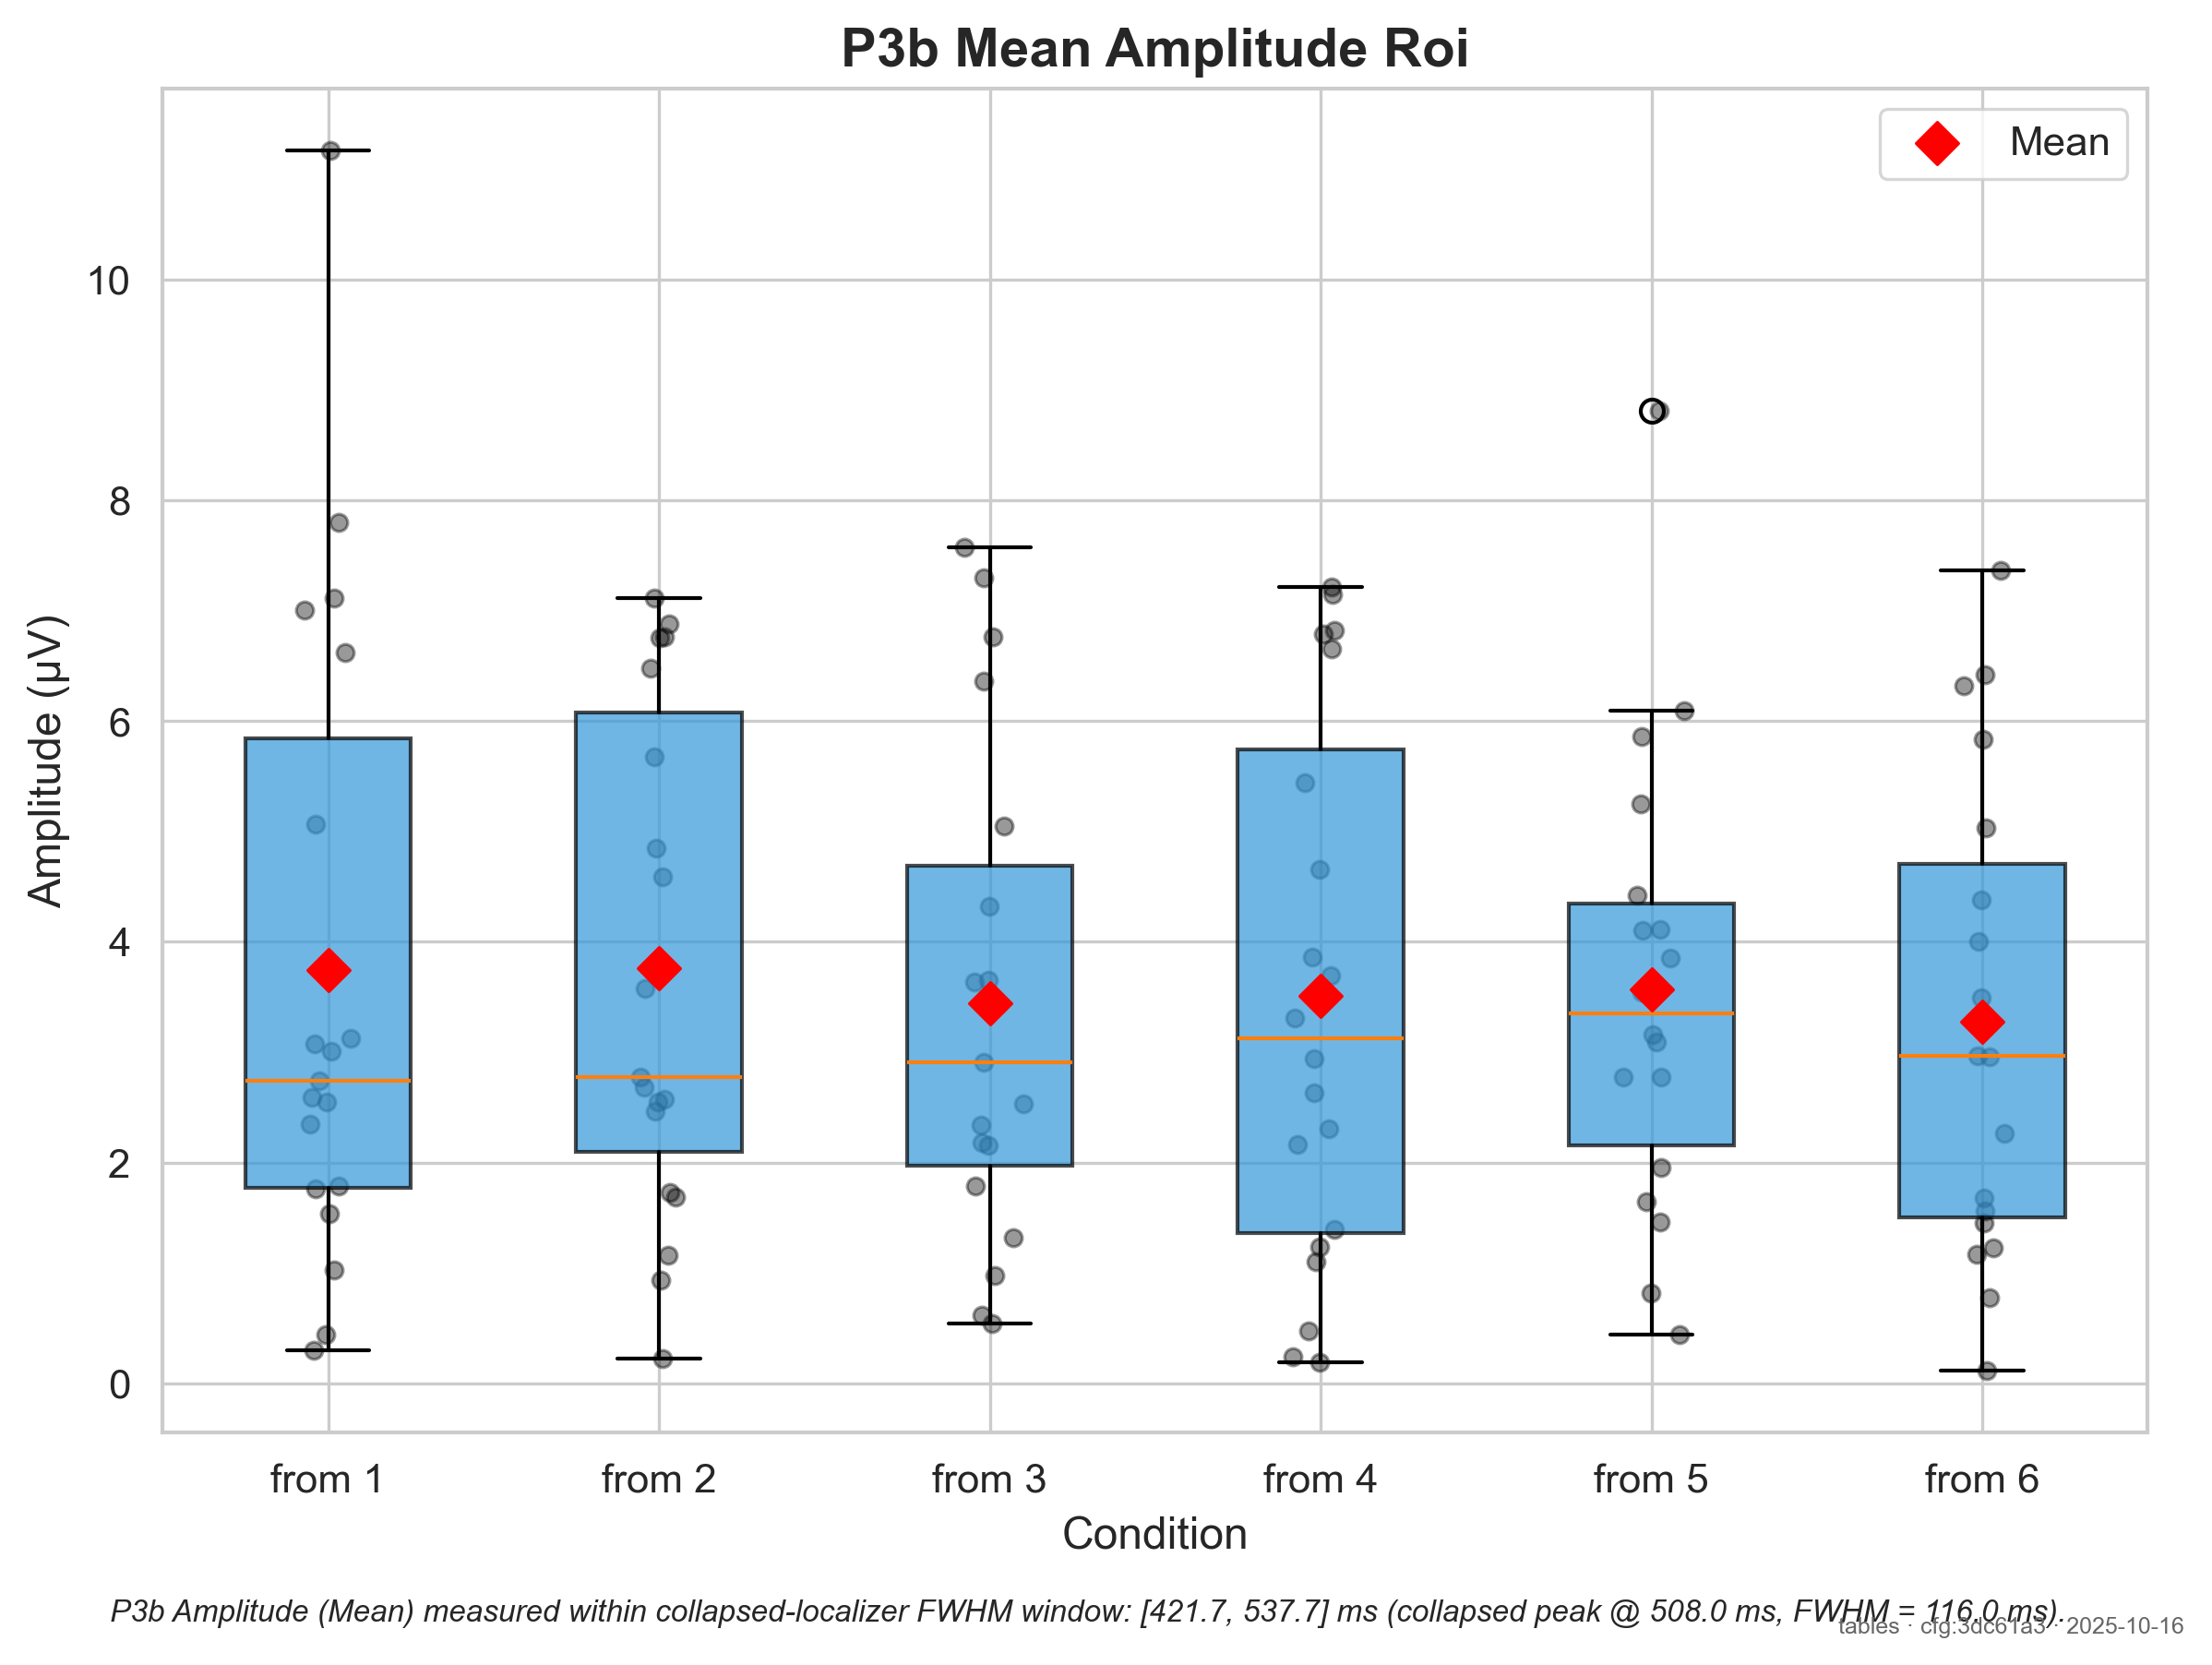 P3b Mean Amplitude Roi
Mean
Amplitude (µV)
10
8
6
4
2
0
from 1
from 2
from 3
from 4
from 5
from 6
Condition
P3b Amplitude (Mean) measured within collapsed-localizer FWHM window: [421.7, 537.7] ms (collapsed peak @ 508.0 ms, FWHM = 116.0 ms).
tables · cfg:3dc61a3 · 2025-10-16